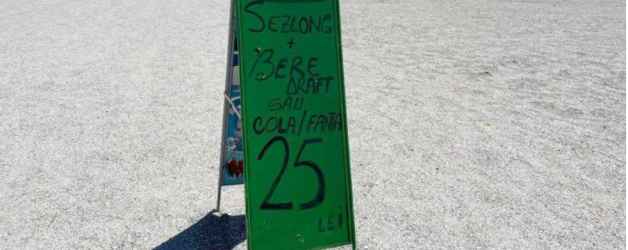 SEZLONG
+
BERE
DRAFT
SAU
COLA/FANTA
25
LEI